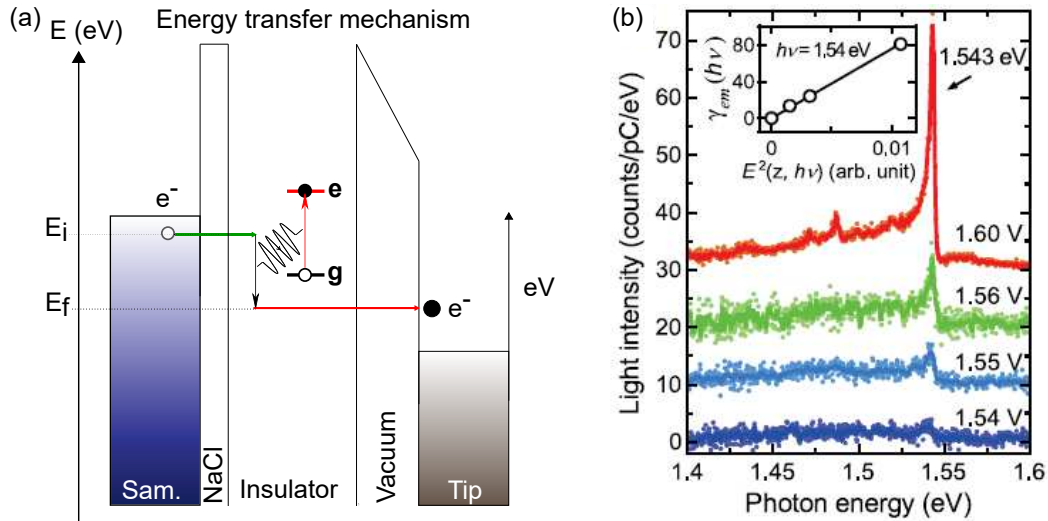 (a)
Energy transfer mechanism
E (eV)
e-
e
E_i
g
E_f
e-
eV
Sam.
NaCl
Insulator
Vacuum
Tip
(b)
70
60
50
40
30
20
10
0
Light intensity (counts/pC/eV)
80
40
0
γ_em (hν)
hν = 1,54 eV
0
0,01
E²(z, hν) (arb. unit)
1.543 eV
1.60 V
1.56 V
1.55 V
1.54 V
1.4
1.45
1.5
1.55
1.6
Photon energy (eV)